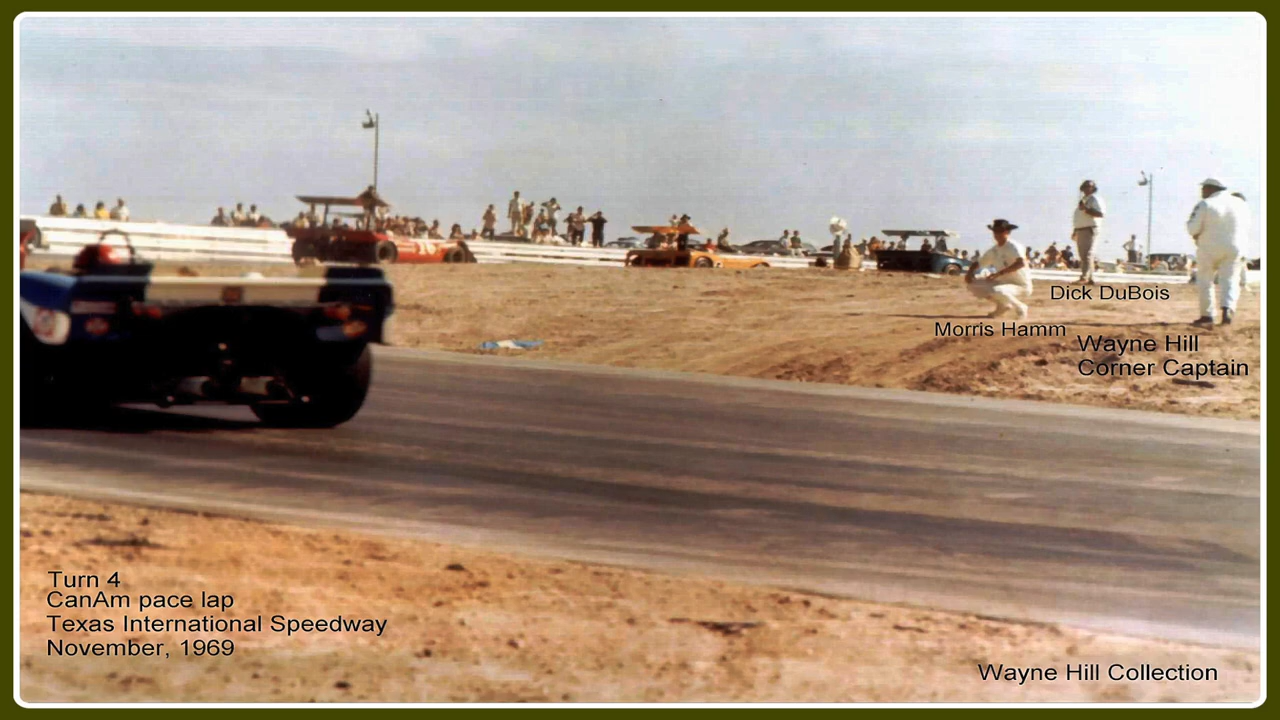 Dick DuBois
Morris Hamm
Wayne Hill
Corner Captain
Turn 4
CanAm pace lap
Texas International Speedway
November, 1969
Wayne Hill Collection